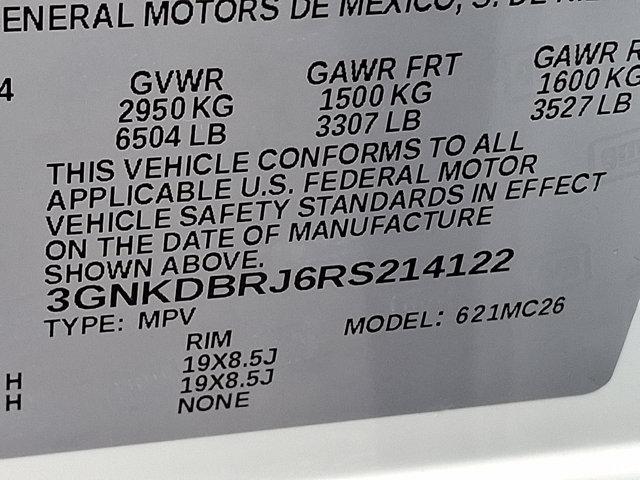 ENERAL MOTORS DE MEXICO, S. DE
4 GVWR GAWR FRT GAWR R
2950 KG 1500 KG 1600 KG
6504 LB 3307 LB 3527 LB
THIS VEHICLE CONFORMS TO ALL
APPLICABLE U.S. FEDERAL MOTOR
VEHICLE SAFETY STANDARDS IN EFFECT
ON THE DATE OF MANUFACTURE
SHOWN ABOVE.
3GNKDBRJ6RS214122
TYPE: MPV MODEL: 621MC26
RIM
19X8.5J
H 19X8.5J
H NONE